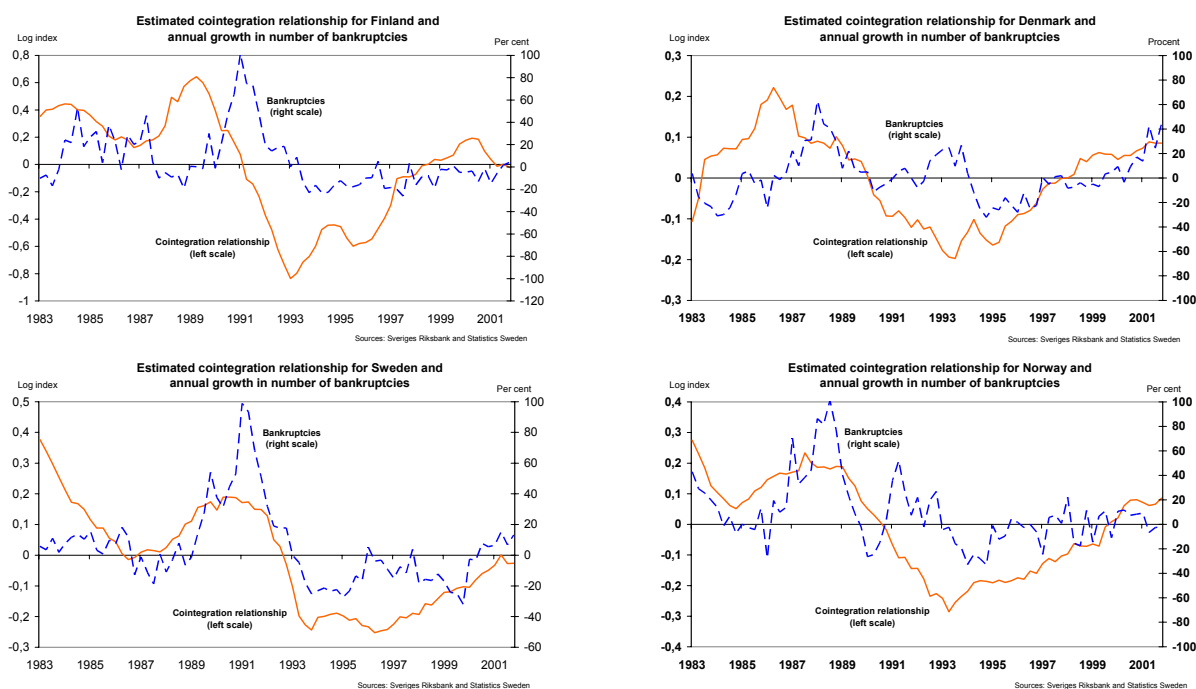 Estimated cointegration relationship for Finland and
annual growth in number of bankruptcies
Log index
Per cent
0,8
0,6
0,4
0,2
0
-0,2
-0,4
-0,6
-0,8
-1
100
80
60
40
20
0
-20
-40
-60
-80
-100
-120
Bankruptcies
(right scale)
Cointegration relationship
(left scale)
1983 1985 1987 1989 1991 1993 1995 1997 1999 2001
Sources: Sveriges Riksbank and Statistics Sweden
Estimated cointegration relationship for Denmark and
annual growth in number of bankruptcies
Log index
Procent
0,3
0,2
0,1
0
-0,1
-0,2
-0,3
100
80
60
40
20
0
-20
-40
-60
-80
-100
Bankruptcies
(right scale)
Cointegration relationship
(left scale)
1983 1985 1987 1989 1991 1993 1995 1997 1999 2001
Sources: Sveriges Riksbank and Statistics Sweden
Estimated cointegration relationship for Sweden and
annual growth in number of bankruptcies
Log index
Per cent
0,5
0,4
0,3
0,2
0,1
0
-0,1
-0,2
-0,3
100
80
60
40
20
0
-20
-40
-60
Bankruptcies
(right scale)
Cointegration relationship
(left scale)
1983 1985 1987 1989 1991 1993 1995 1997 1999 2001
Sources: Sveriges Riksbank and Statistics Sweden
Estimated cointegration relationship for Norway and
annual growth in number of bankruptcies
Log index
Per cent
0,4
0,3
0,2
0,1
0
-0,1
-0,2
-0,3
-0,4
100
80
60
40
20
0
-20
-40
-60
-80
-100
Bankruptcies
(right scale)
Cointegration relationship
(left scale)
1983 1985 1987 1989 1991 1993 1995 1997 1999 2001
Sources: Sveriges Riksbank and Statistics Sweden